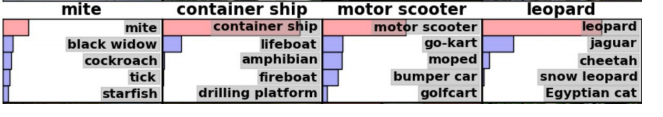 mite container ship motor scooter leopard
mite container ship motor scooter leopard
black widow lifeboat go-kart jaguar
cockroach amphibian moped cheetah
tick fireboat bumper car snow leopard
starfish drilling platform golfcart Egyptian cat